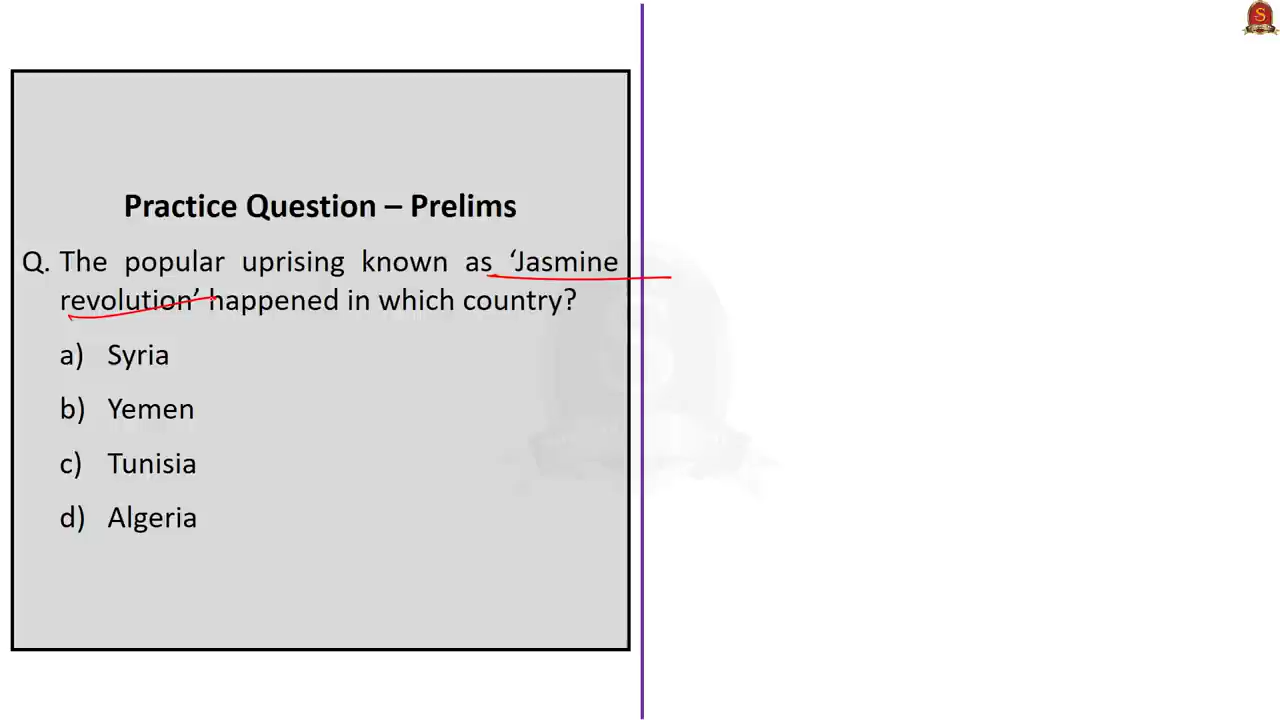 Practice Question – Prelims
Q. The popular uprising known as ‘Jasmine
revolution’ happened in which country?
a) Syria
b) Yemen
c) Tunisia
d) Algeria
S